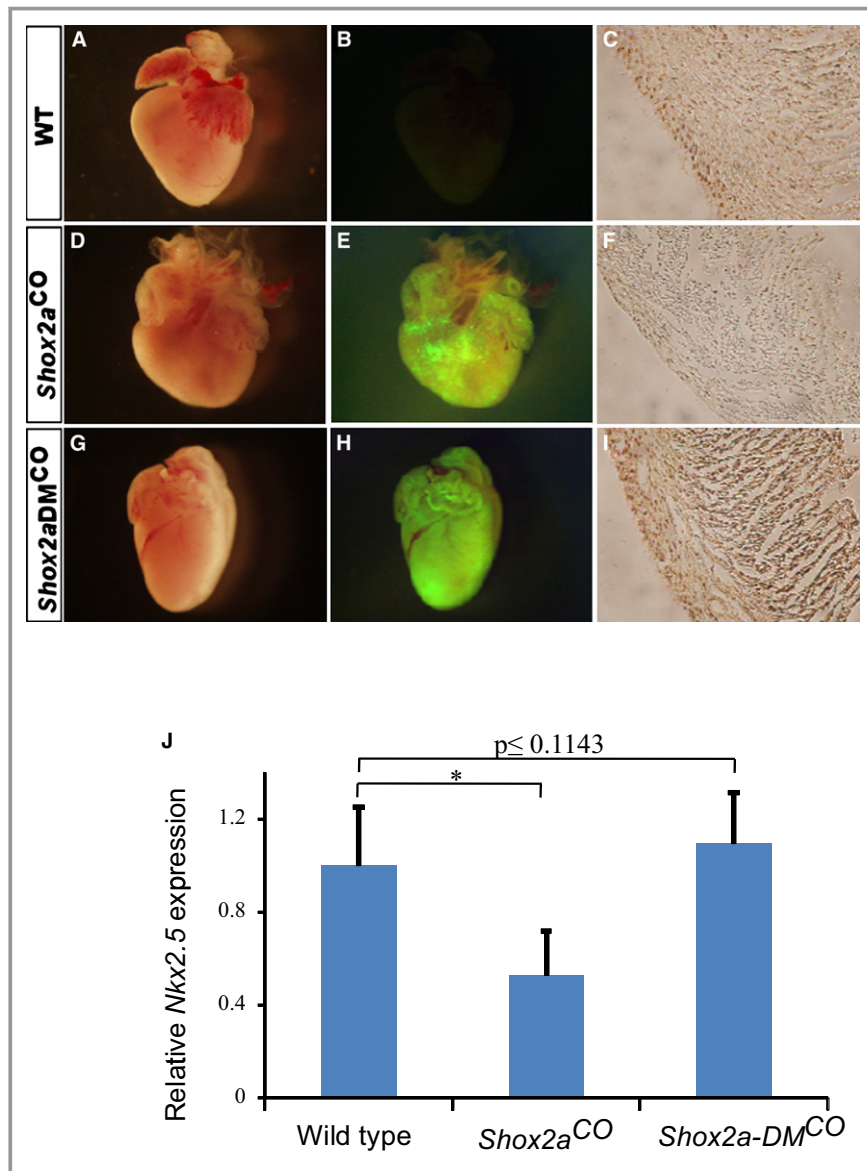 A
B
C
WT
D
E
F
Shox2aCO
G
H
I
Shox2aDMCO
J
p≤ 0.1143
*
1.2
0.8
0.4
0
Relative Nkx2.5 expression
Wild type
Shox2aCO
Shox2a-DMCO